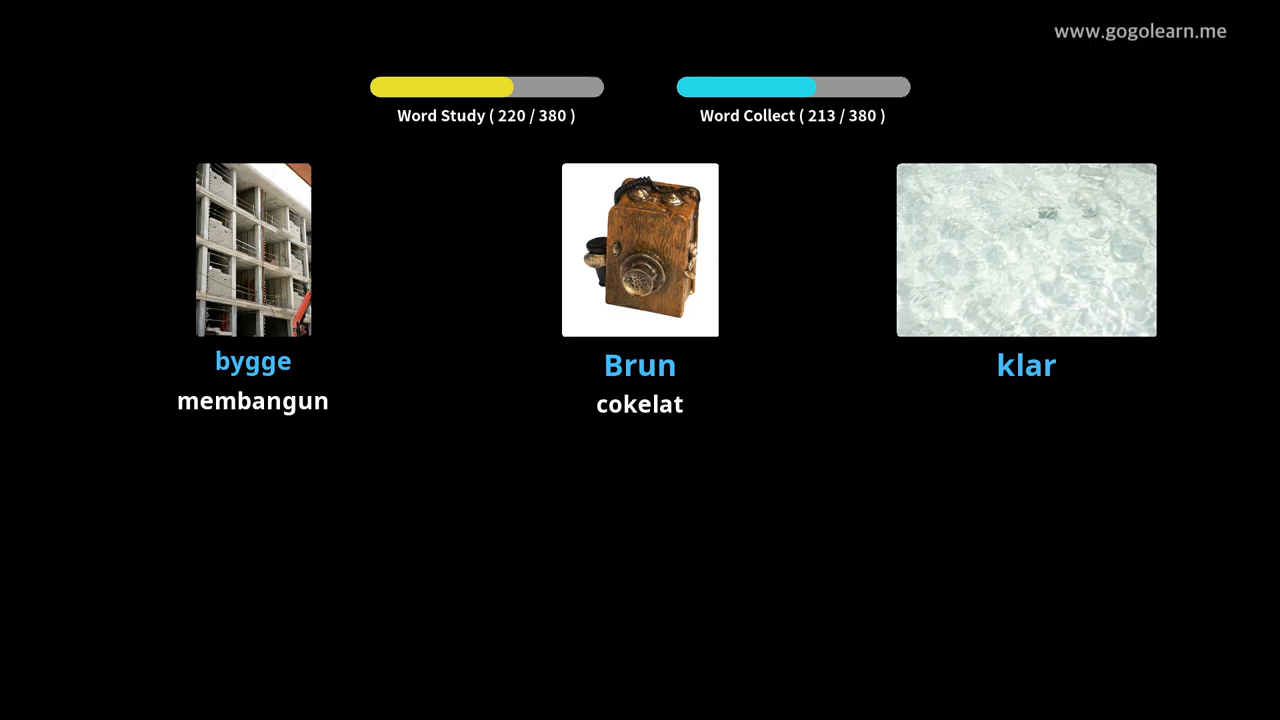 www.gogolearn.me
Word Study ( 220 / 380 )
Word Collect ( 213 / 380 )
bygge
membangun
Brun
cokelat
klar